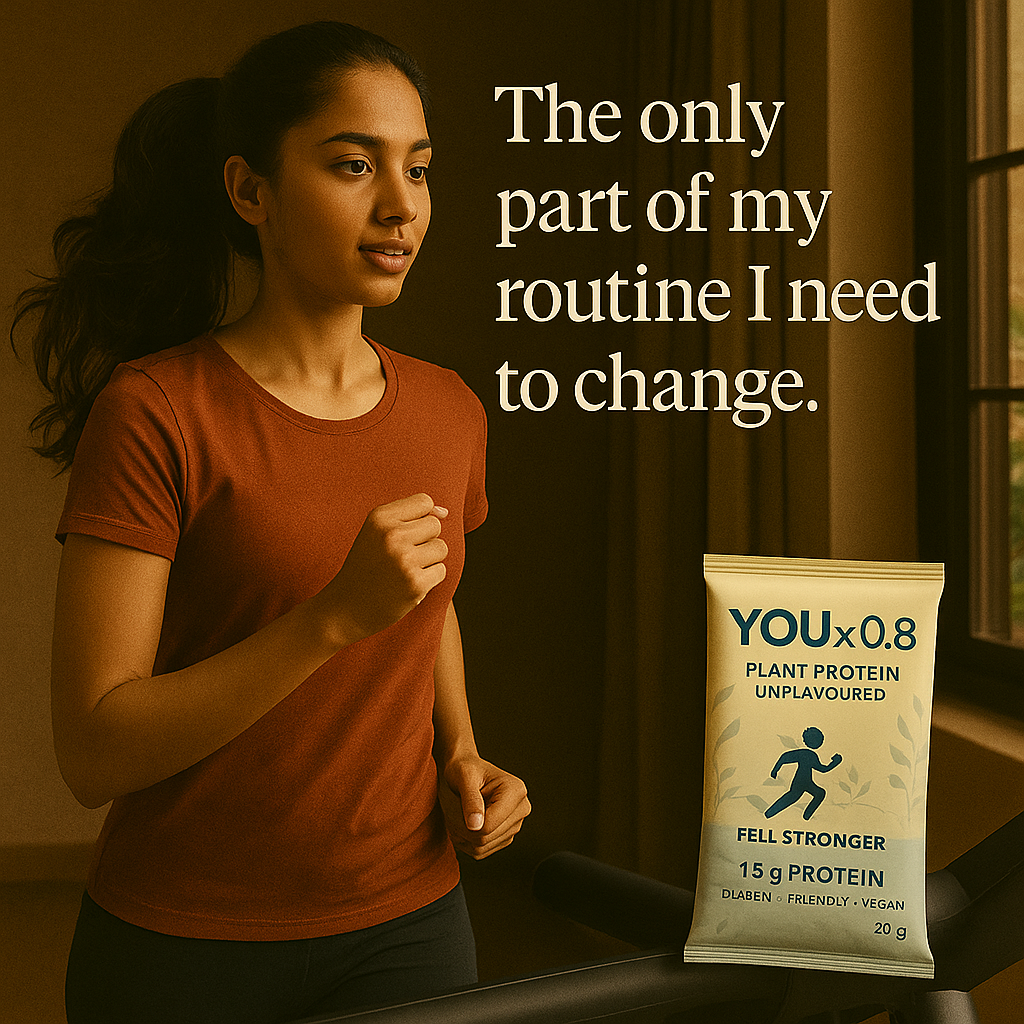 The only
part of my
routine I need
to change.
YOUx0.8
PLANT PROTEIN
UNPLAVOURED
FELL STRONGER
15 g PROTEIN
DLABEN ◦ FRLENDLY • VEGAN
20 g